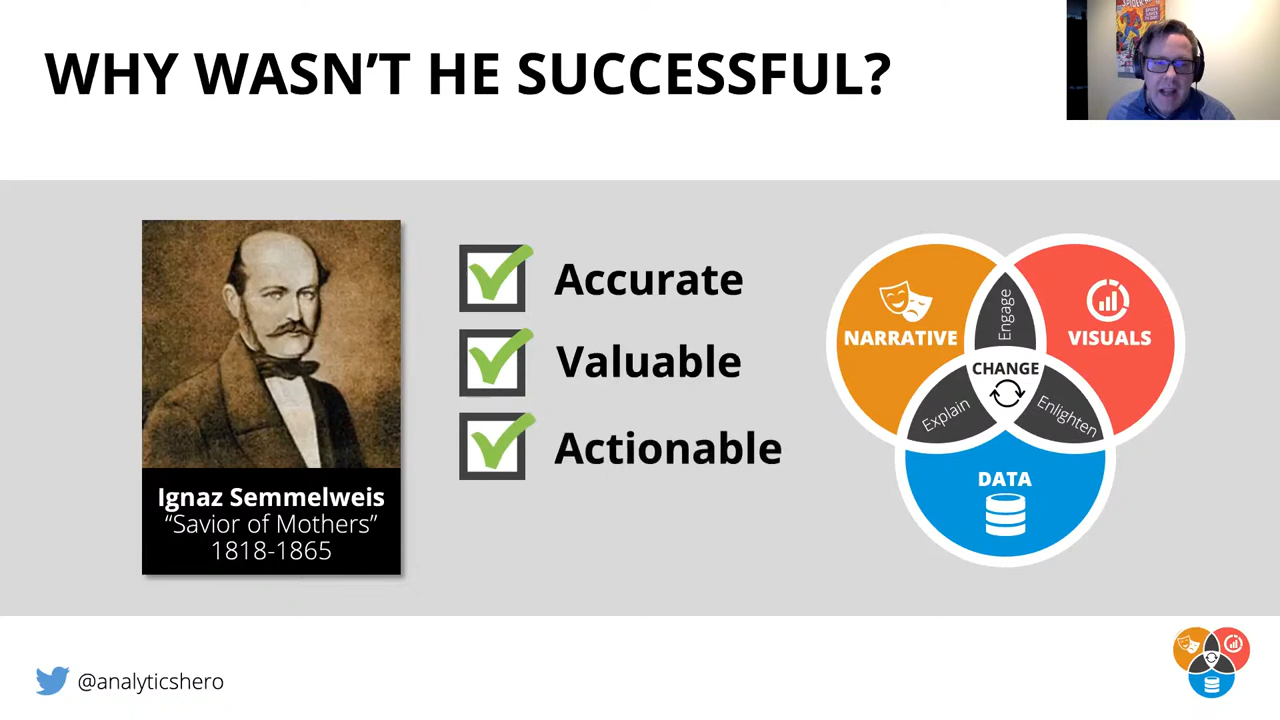 WHY WASN'T HE SUCCESSFUL?
Accurate
Valuable
Actionable
Ignaz Semmelweis
“Savior of Mothers”
1818-1865
NARRATIVE
VISUALS
Engage
CHANGE
Explain
Enlighten
DATA
@analyticshero